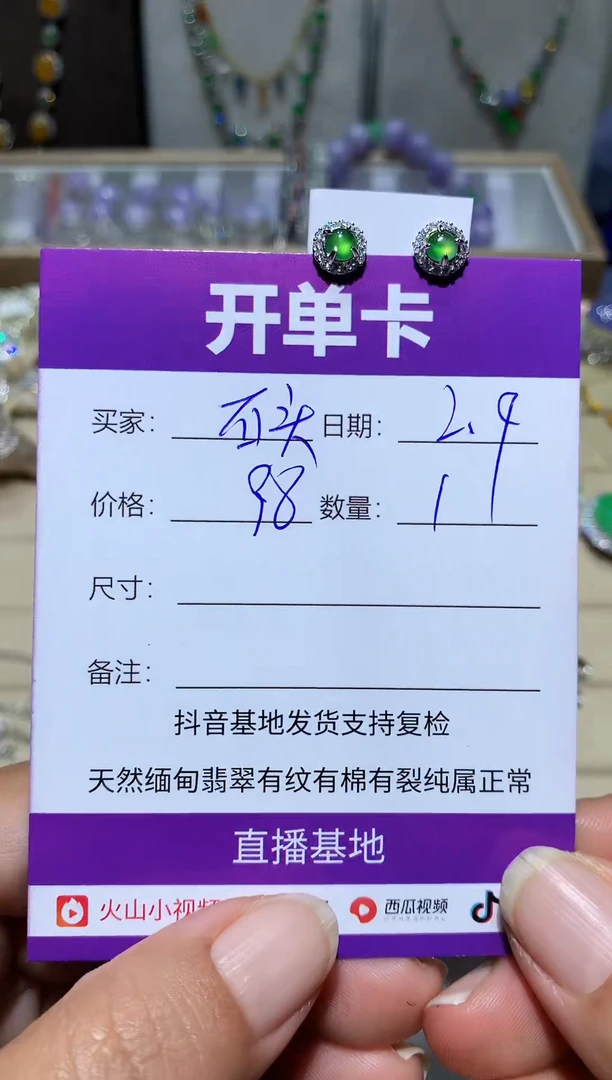 开单卡
买家: 石头 日期: 2.9
价格: 98 数量: 1
尺寸:
备注:
抖音基地发货支持复检
天然缅甸翡翠有纹有棉有裂纯属正常
直播基地
火山小视频 西瓜视频